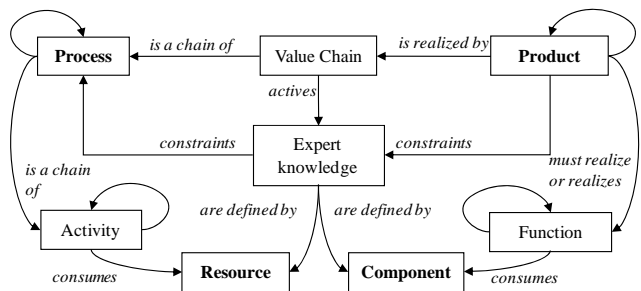 is a chain of
is realized by
Process
Value Chain
Product
actives
constraints
Expert
knowledge
constraints
is a chain
of
must realize
or realizes
are defined by
are defined by
Activity
Function
consumes
Resource
Component
consumes